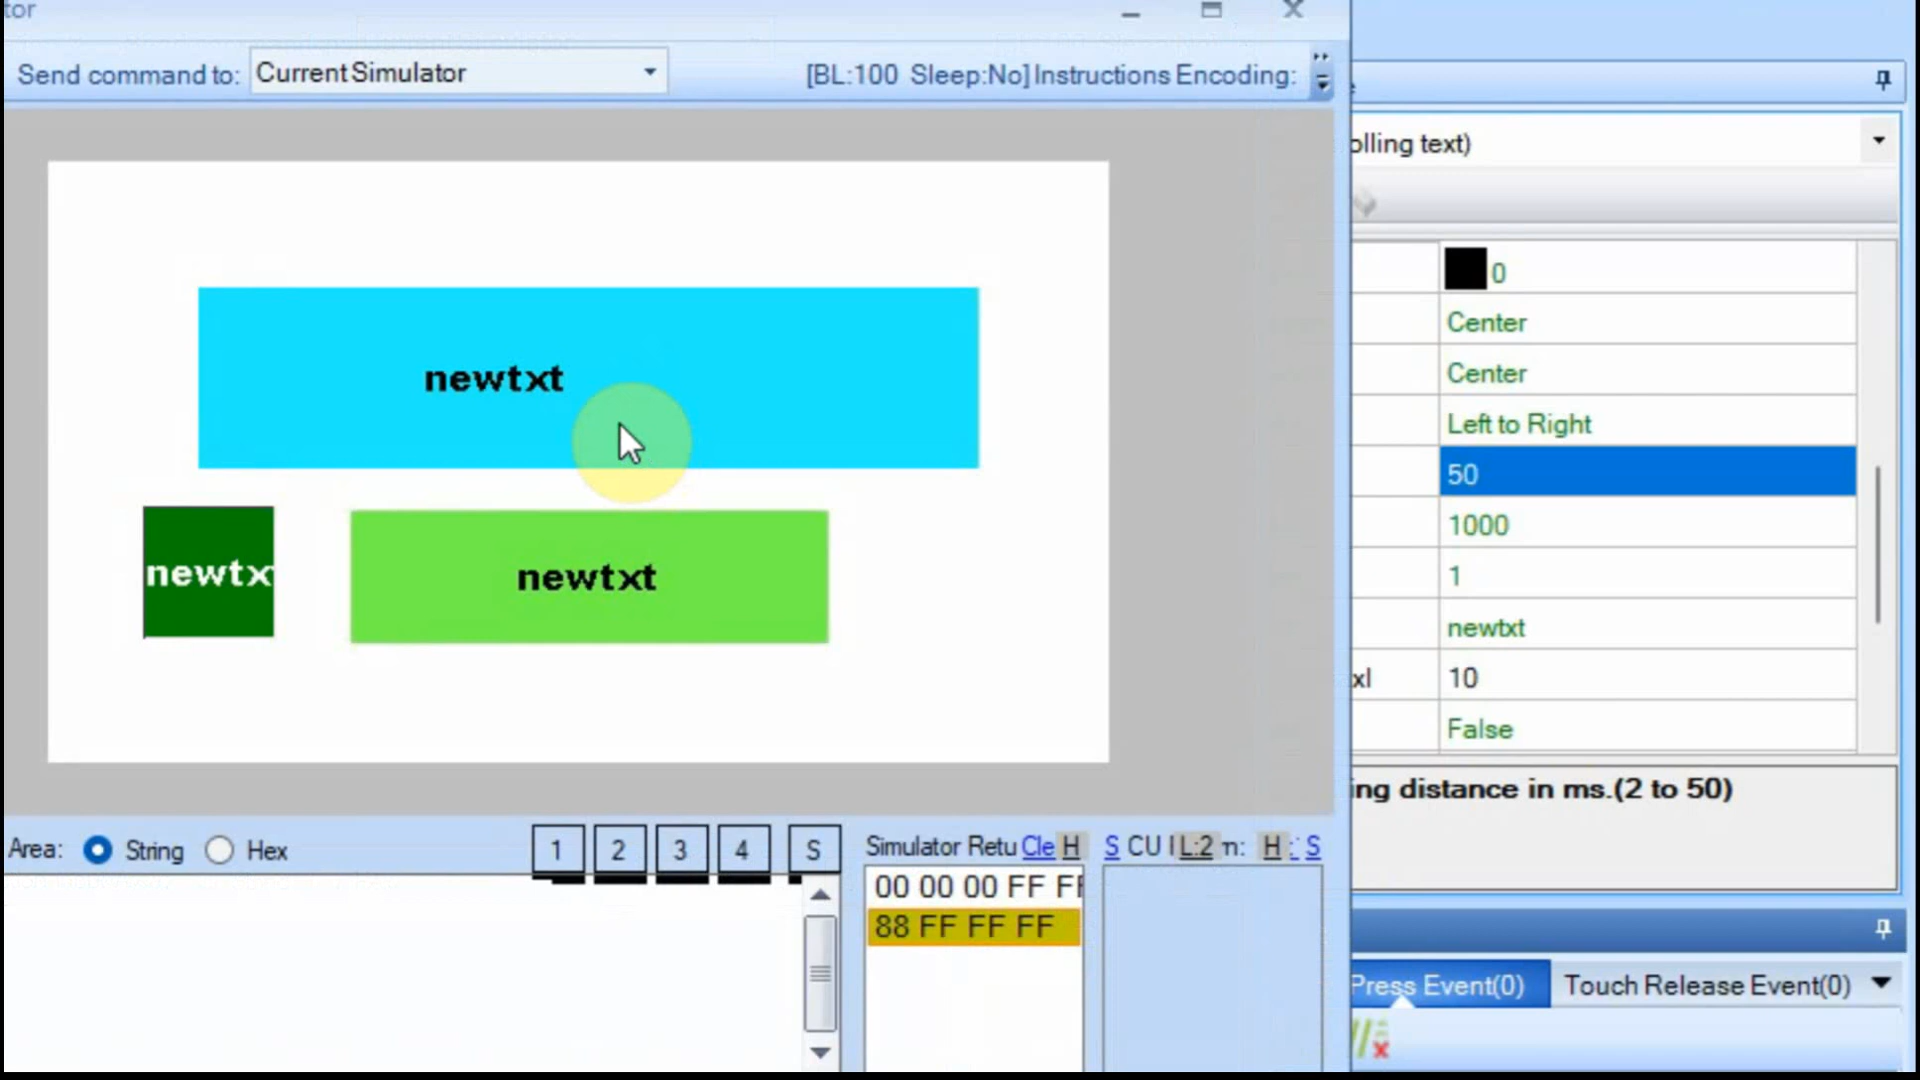 tor
Send command to: Current Simulator
[BL:100 Sleep:No] Instructions Encoding:
newtxt
newtx
newtxt
Area: String Hex
1 2 3 4 S
Simulator Retu Cle H
S CU L:2 m: H S
00 00 00 FF FF
88 FF FF FF
olling text)
0
Center
Center
Left to Right
50
1000
1
newtxt
xl 10
False
ing distance in ms.(2 to 50)
Press Event(0) Touch Release Event(0)